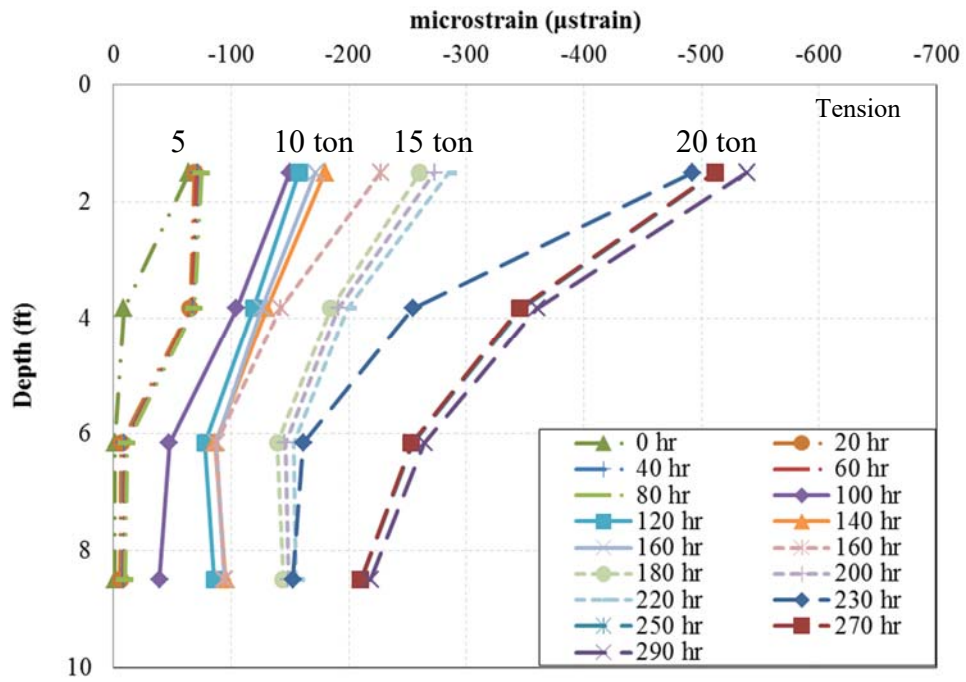 microstrain (µstrain)
0 -100 -200 -300 -400 -500 -600 -700
0
Tension
5 10 ton 15 ton 20 ton
2
4
Depth (ft)
6
8
10
0 hr 20 hr
40 hr 60 hr
80 hr 100 hr
120 hr 140 hr
160 hr 160 hr
180 hr 200 hr
220 hr 230 hr
250 hr 270 hr
290 hr